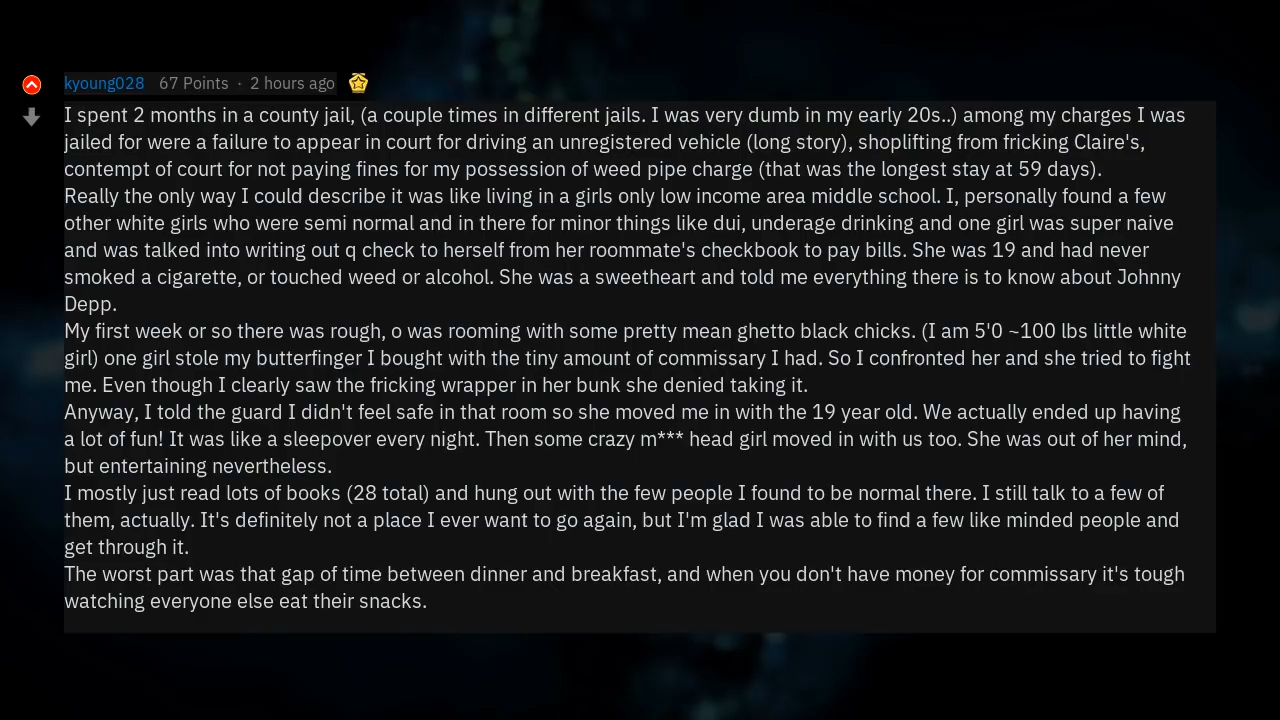 kyoung028 67 Points · 2 hours ago
I spent 2 months in a county jail, (a couple times in different jails. I was very dumb in my early 20s..) among my charges I was
jailed for were a failure to appear in court for driving an unregistered vehicle (long story), shoplifting from fricking Claire's,
contempt of court for not paying fines for my possession of weed pipe charge (that was the longest stay at 59 days).
Really the only way I could describe it was like living in a girls only low income area middle school. I, personally found a few
other white girls who were semi normal and in there for minor things like dui, underage drinking and one girl was super naive
and was talked into writing out q check to herself from her roommate's checkbook to pay bills. She was 19 and had never
smoked a cigarette, or touched weed or alcohol. She was a sweetheart and told me everything there is to know about Johnny
Depp.
My first week or so there was rough, o was rooming with some pretty mean ghetto black chicks. (I am 5'0 ~100 lbs little white
girl) one girl stole my butterfinger I bought with the tiny amount of commissary I had. So I confronted her and she tried to fight
me. Even though I clearly saw the fricking wrapper in her bunk she denied taking it.
Anyway, I told the guard I didn't feel safe in that room so she moved me in with the 19 year old. We actually ended up having
a lot of fun! It was like a sleepover every night. Then some crazy m*** head girl moved in with us too. She was out of her mind,
but entertaining nevertheless.
I mostly just read lots of books (28 total) and hung out with the few people I found to be normal there. I still talk to a few of
them, actually. It's definitely not a place I ever want to go again, but I'm glad I was able to find a few like minded people and
get through it.
The worst part was that gap of time between dinner and breakfast, and when you don't have money for commissary it's tough
watching everyone else eat their snacks.